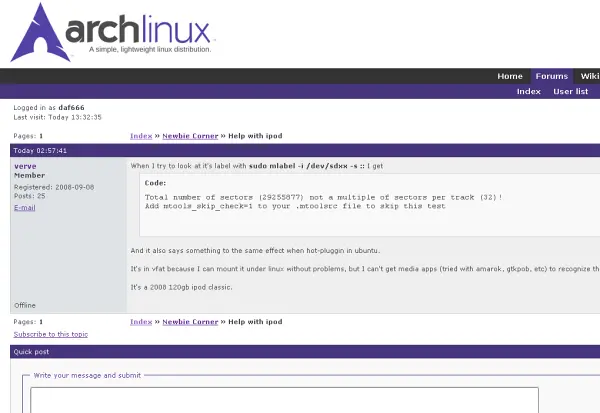 archlinux
A simple, lightweight linux distribution.
Home Forums Wiki
Index User list
Logged in as daf666
Last visit: Today 13:32:35
Pages: 1 Index » Newbie Corner » Help with ipod
Today 02:57:41
verve
Member
Registered: 2008-09-08
Posts: 25
E-mail
When I try to look at it's label with sudo mlabel -i /dev/sdxx -s :: I get
Code:
Total number of sectors (29255877) not a multiple of sectors per track (32)!
Add mtools_skip_check=1 to your .mtoolsrc file to skip this test
And it also says something to the same effect when hot-pluggin in ubuntu.
It's in vfat because I can mount it under linux without problems, but I can't get media apps (tried with amarok, gtkpob, etc) to recognize th
It's a 2008 120gb ipod classic.
Offline
Pages: 1 Index » Newbie Corner » Help with ipod
Subscribe to this topic
Quick post
Write your message and submit